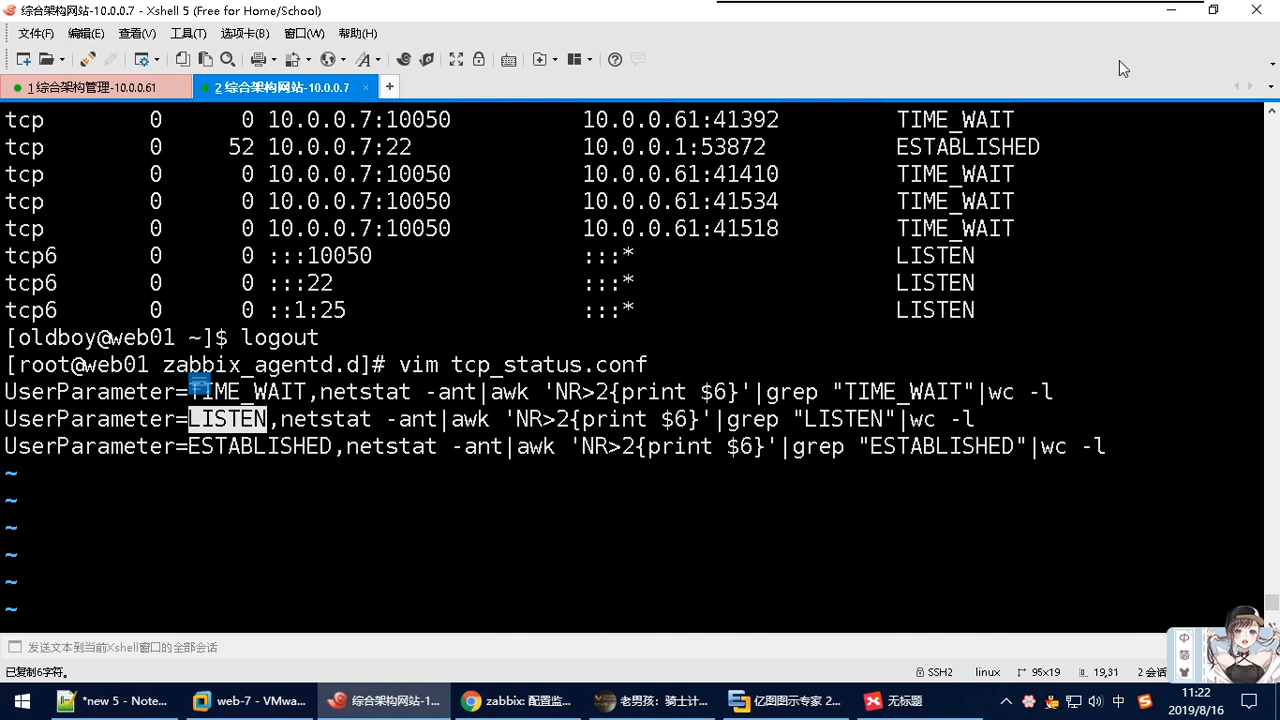 综合架构网站-10.0.0.7 - Xshell 5 (Free for Home/School)
文件(F) 编辑(E) 查看(V) 工具(T) 选项卡(B) 窗口(W) 帮助(H)
1 综合架构管理-10.0.0.61 2 综合架构网站-10.0.0.7 × +
tcp 0 0 10.0.0.7:10050 10.0.0.61:41392 TIME_WAIT
tcp 0 52 10.0.0.7:22 10.0.0.1:53872 ESTABLISHED
tcp 0 0 10.0.0.7:10050 10.0.0.61:41410 TIME_WAIT
tcp 0 0 10.0.0.7:10050 10.0.0.61:41534 TIME_WAIT
tcp 0 0 10.0.0.7:10050 10.0.0.61:41518 TIME_WAIT
tcp6 0 0 :::10050 :::* LISTEN
tcp6 0 0 :::22 :::* LISTEN
tcp6 0 0 ::1:25 :::* LISTEN
[oldboy@web01 ~]$ logout
[root@web01 zabbix_agentd.d]# vim tcp_status.conf
UserParameter=TIME_WAIT,netstat -ant|awk 'NR>2{print $6}'|grep "TIME_WAIT"|wc -l
UserParameter=LISTEN,netstat -ant|awk 'NR>2{print $6}'|grep "LISTEN"|wc -l
UserParameter=ESTABLISHED,netstat -ant|awk 'NR>2{print $6}'|grep "ESTABLISHED"|wc -l
~
~
~
~
~
~
发送文本到当前Xshell窗口的全部会话
中
简
已复制6字符。 SSH2 linux 95x19 19,31 2 会话
*new 5 - Note... web-7 - VMwa... 综合架构网站-1... zabbix: 配置监... 老男孩：骑士计... 亿图图示专家 2... 无标题 中 11:22
2019/8/16